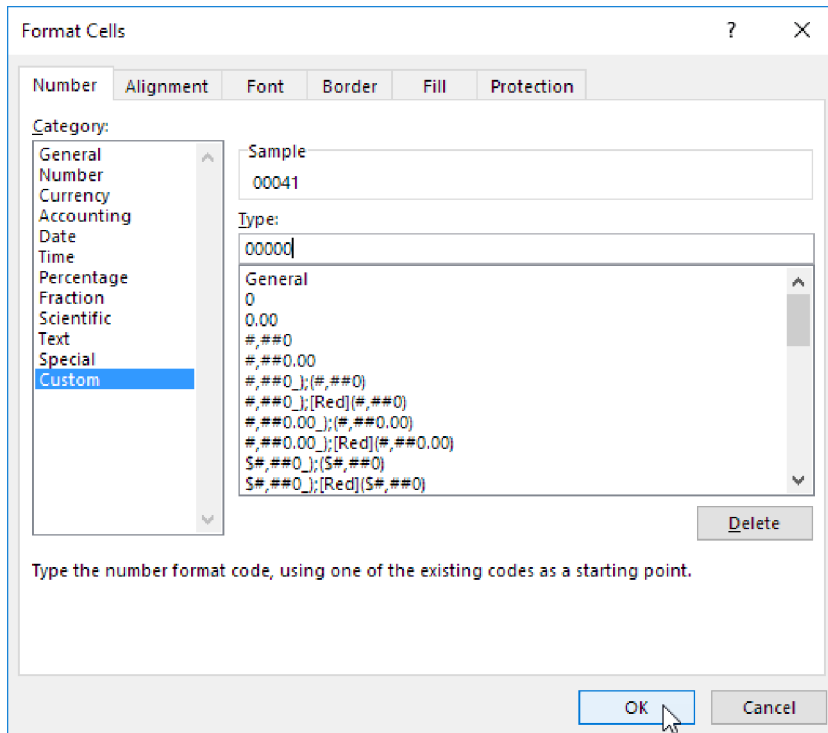 Format Cells
?
Number Alignment Font Border Fill Protection
Category:
General
Number
Currency
Accounting
Date
Time
Percentage
Fraction
Scientific
Text
Special
Custom
Sample
00041
Type:
00000
General
0
0.00
#,##0
#,##0.00
#,##0_);(#,##0)
#,##0_);[Red](#,##0)
#,##0.00_);(#,##0.00)
#,##0.00_);[Red](#,##0.00)
$#,##0_);($#,##0)
$#,##0_);[Red]($#,##0)
Delete
Type the number format code, using one of the existing codes as a starting point.
OK Cancel